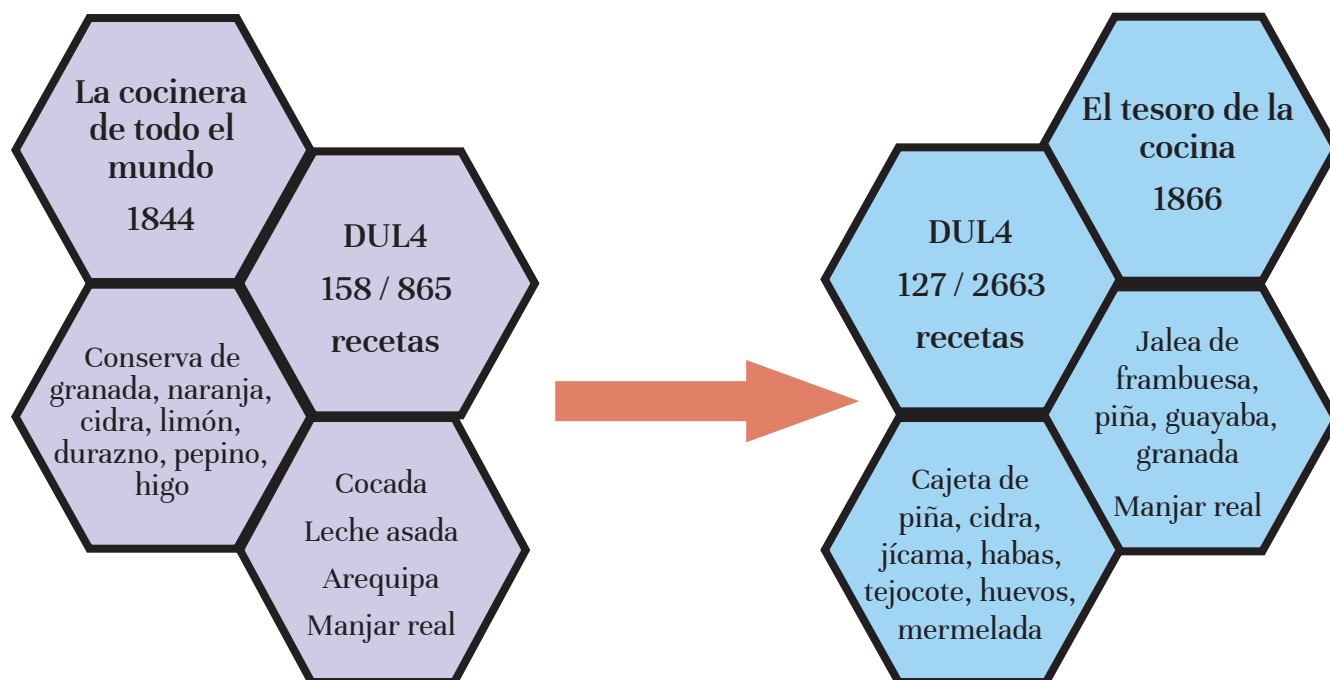 La cocinera
de todo el
mundo
1844
DUL4
158 / 865
recetas
Conserva de
granada, naranja,
cidra, limón,
durazno, pepino,
higo
Cocada
Leche asada
Arequipa
Manjar real
El tesoro de la
cocina
1866
DUL4
127 / 2663
recetas
Jalea de
frambuesa,
piña, guayaba,
granada
Manjar real
Cajeta de
piña, cidra,
jícama, habas,
tejocote, huevos,
mermelada